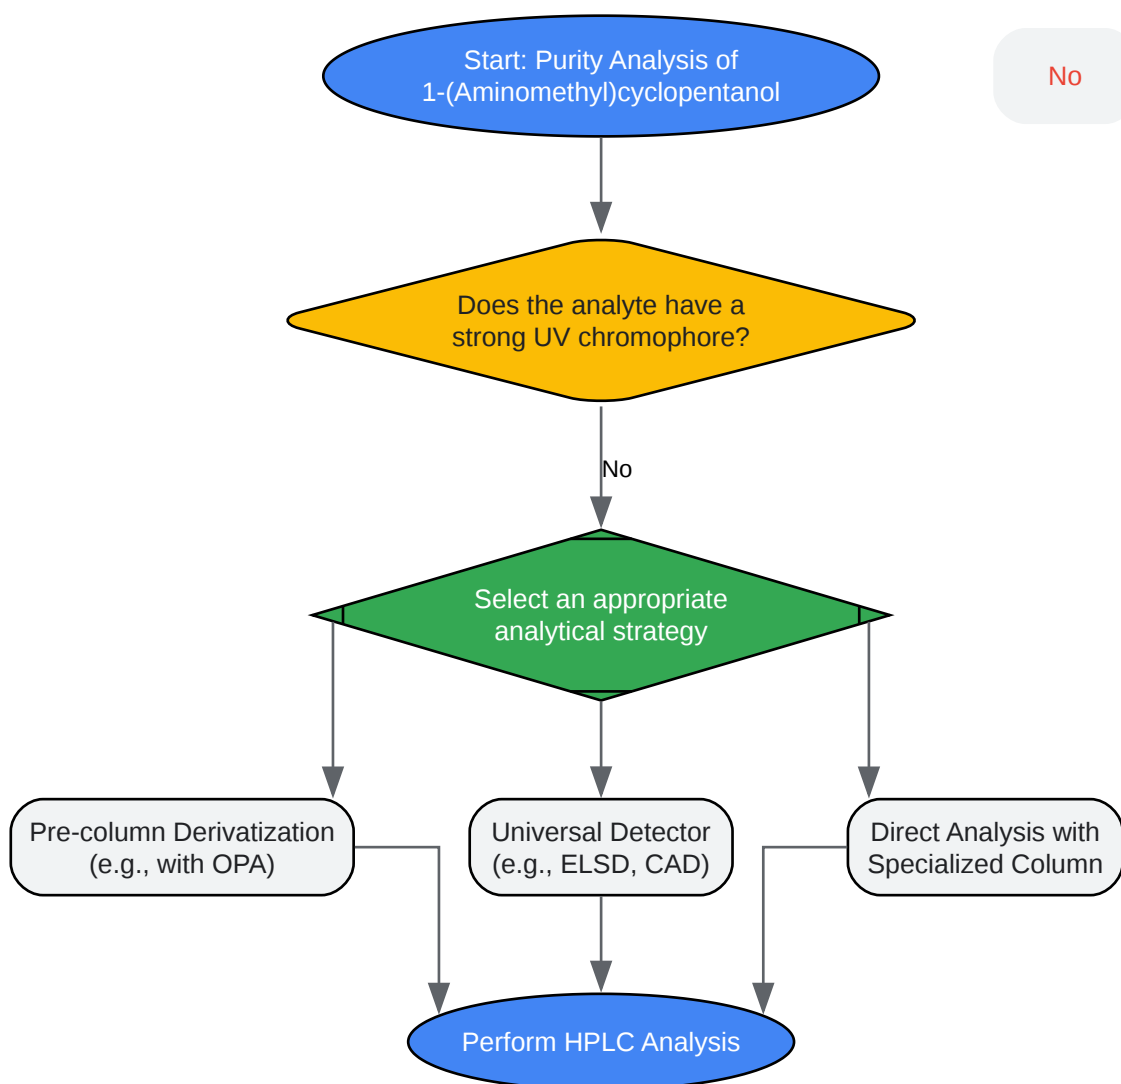 Start: Purity Analysis of
1-(Aminomethyl)cyclopentanol
No
Does the analyte have a
strong UV chromophore?
No
Select an appropriate
analytical strategy
Pre-column Derivatization
(e.g., with OPA)
Universal Detector
(e.g., ELSD, CAD)
Direct Analysis with
Specialized Column
Perform HPLC Analysis